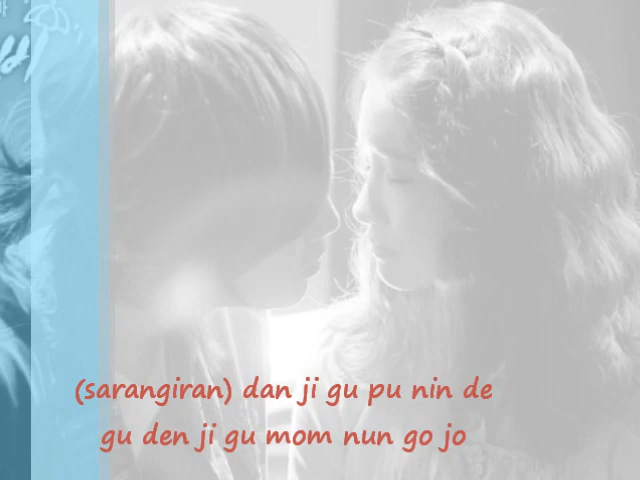 (sarangiran) dan ji gu pu nin de
gu den ji gu mom nun go jo